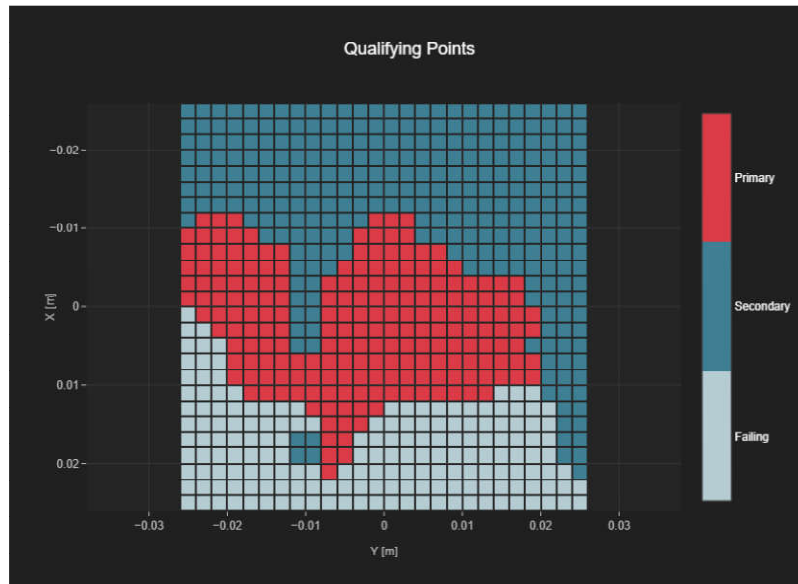 Qualifying Points
−0.02
−0.01
0
0.01
0.02
X [m]
−0.03
−0.02
−0.01
0
0.01
0.02
0.03
Y [m]
Primary
Secondary
Failing